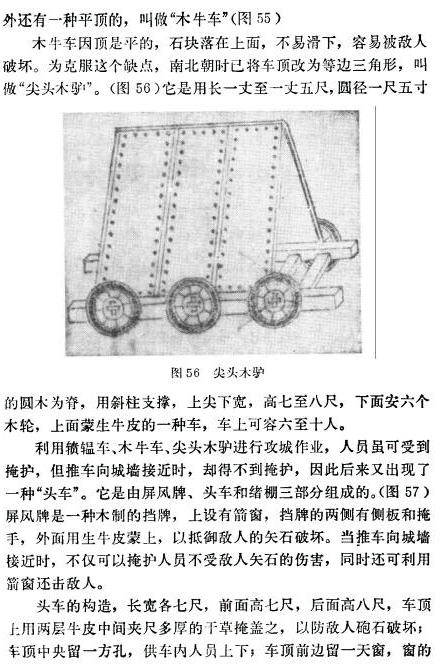 外还有一种平顶的，叫做“木牛车”(图55)
木牛车因顶是平的，石块落在上面，不易滑下，容易被敌人
破坏。为克服这个缺点，南北朝时已将车顶改为等边三角形，叫
做“尖头木驴”。(图56)它是用长一丈至一丈五尺，圆径一尺五寸
图56 尖头木驴
的圆木为脊，用斜柱支撑，上尖下宽，高七至八尺，下面安六个
木轮，上面蒙生牛皮的一种车，车上可容六至十人。
利用轒辒车、木牛车、尖头木驴进行攻城作业，人员虽可受到
掩护，但推车向城墙接近时，却得不到掩护，因此后来又出现了
一种“头车”。它是由屏风牌、头车和绪棚三部分组成的。(图57)
屏风牌是一种木制的挡牌，上设有箭窗，挡牌的两侧有侧板和掩
手，外面用生牛皮蒙上，以抵御敌人的矢石破坏。当推车向城墙
接近时，不仅可以掩护人员不受敌人矢石的伤害，同时还可利用
箭窗还击敌人。
头车的构造，长宽各七尺，前面高七尺，后面高八尺，车顶
上用两层牛皮中间夹尺多厚的干草掩盖之，以防敌人砲石破坏；
车顶中央留一方孔，供车内人员上下；车顶前边留一天窗，窗的